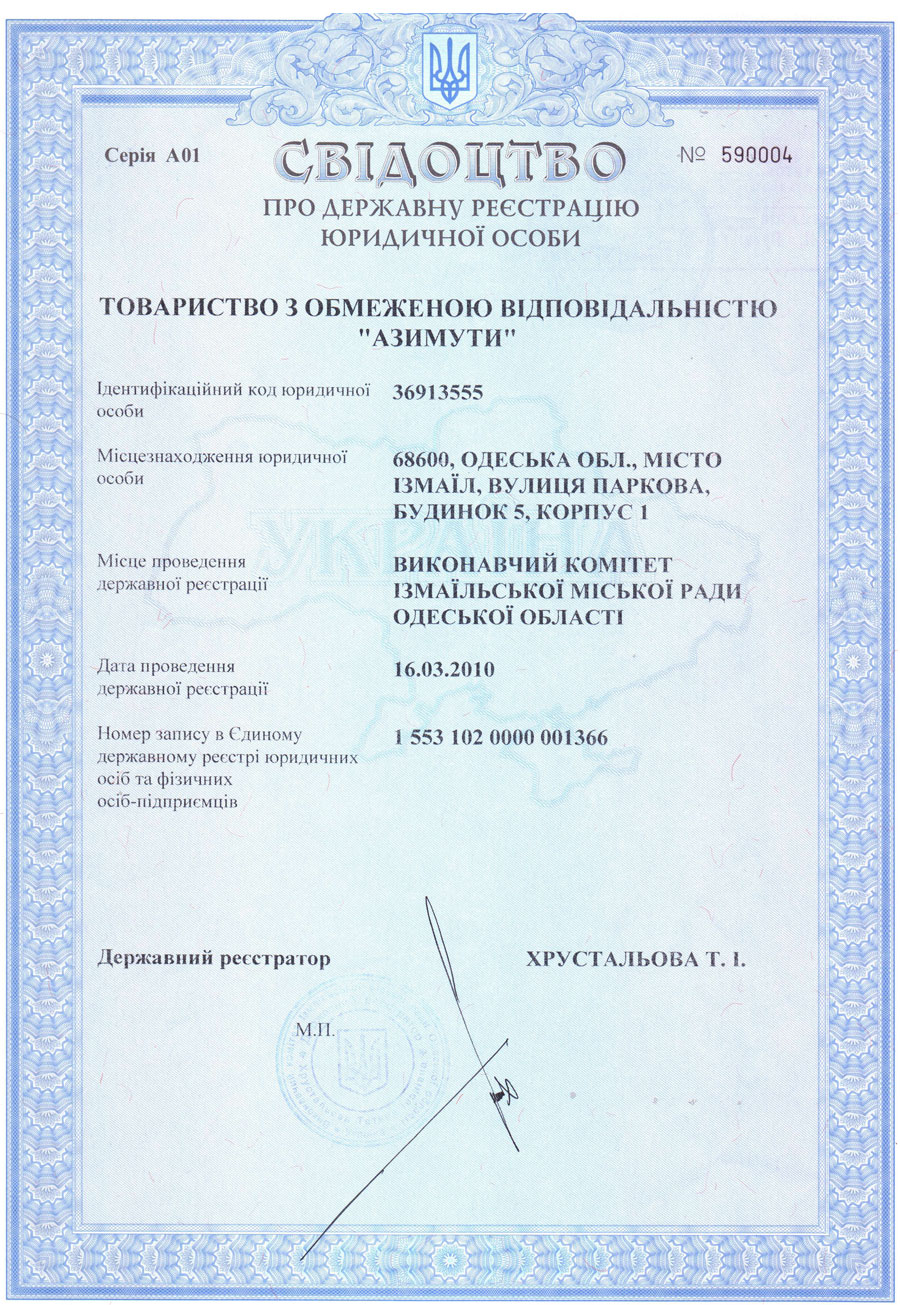 Серія А01
СВІДОЦТВО
№ 590004
ПРО ДЕРЖАВНУ РЕЄСТРАЦІЮ
ЮРИДИЧНОЇ ОСОБИ
ТОВАРИСТВО З ОБМЕЖЕНОЮ ВІДПОВІДАЛЬНІСТЮ
"АЗИМУТИ"
Ідентифікаційний код юридичної
особи
36913555
Місцезнаходження юридичної
особи
68600, ОДЕСЬКА ОБЛ., МІСТО
ІЗМАЇЛ, ВУЛИЦЯ ПАРКОВА,
БУДИНОК 5, КОРПУС 1
УКРАЇНА
Місце проведення
державної реєстрації
ВИКОНАВЧИЙ КОМІТЕТ
ІЗМАЇЛЬСЬКОЇ МІСЬКОЇ РАДИ
ОДЕСЬКОЇ ОБЛАСТІ
Дата проведення
державної реєстрації
16.03.2010
Номер запису в Єдиному
державному реєстрі юридичних
осіб та фізичних
осіб-підприємців
1 553 102 0000 001366
Державний реєстратор
ХРУСТАЛЬОВА Т. І.
М.П.